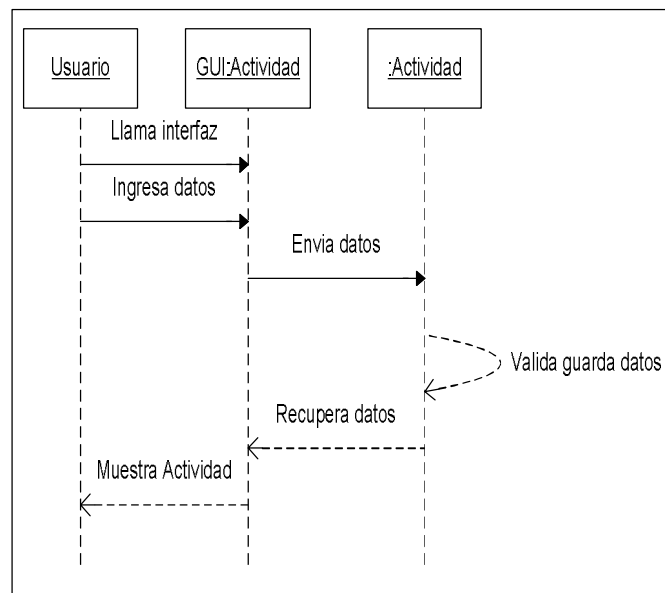 Usuario
GUI:Actividad
:Actividad
Llama interfaz
Ingresa datos
Envia datos
Valida guarda datos
Recupera datos
Muestra Actividad